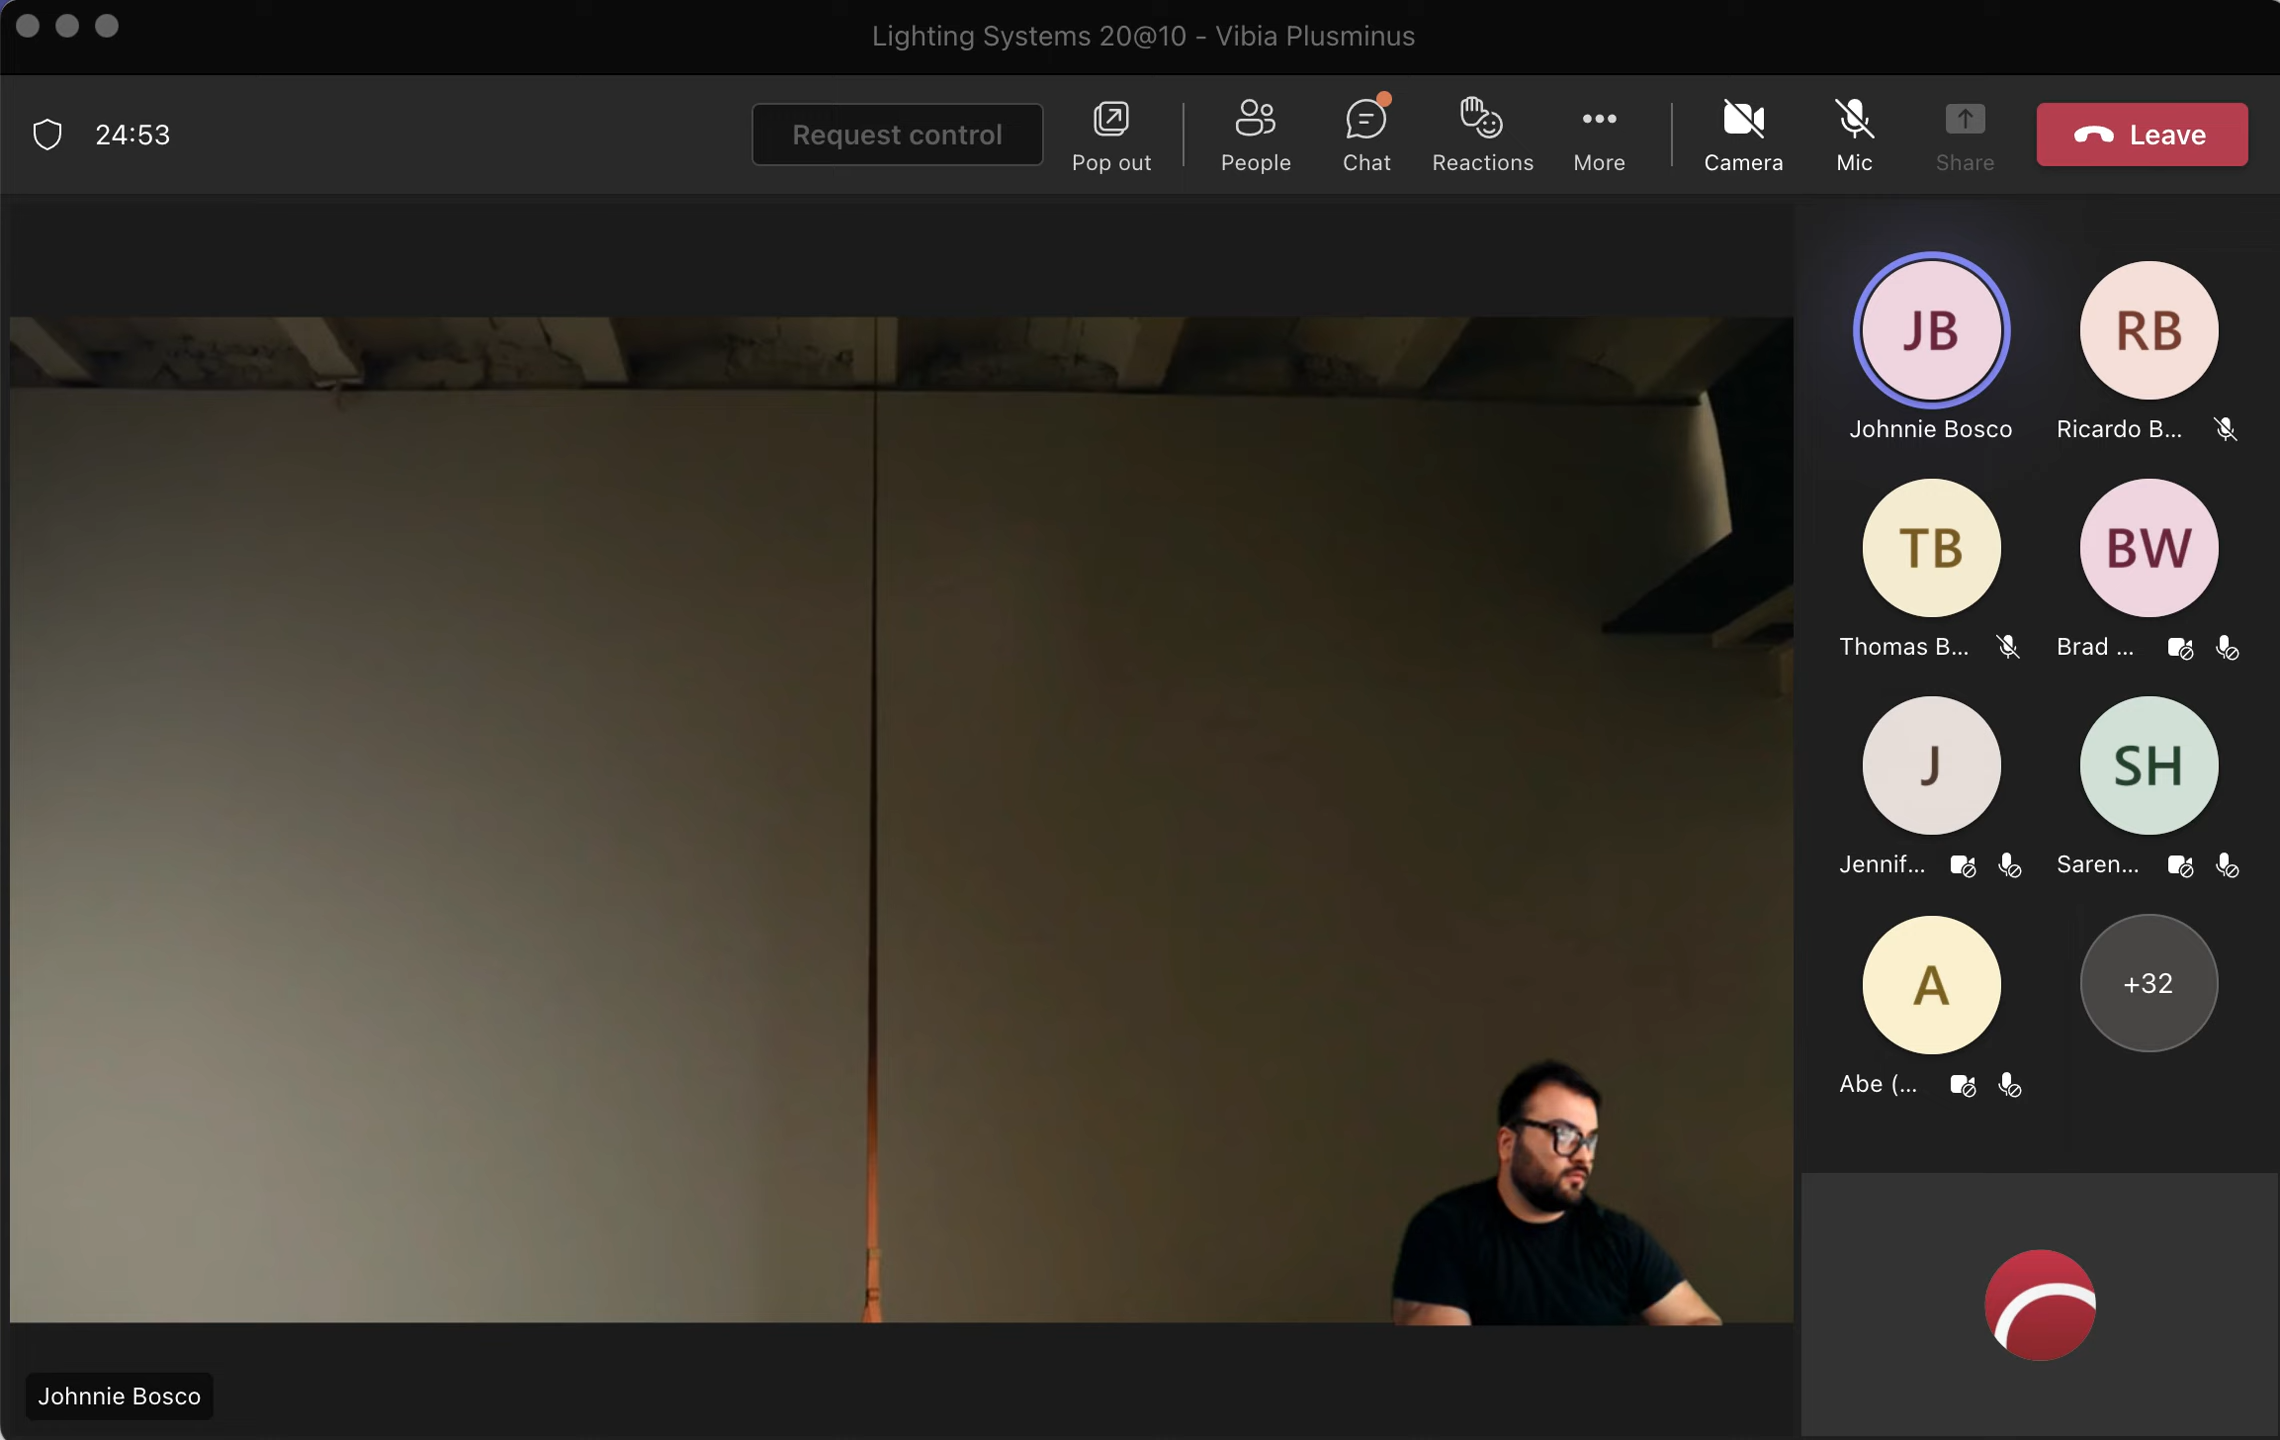 Lighting Systems 20@10 - Vibia Plusminus
24:53
Request control
Pop out
People
Chat
Reactions
More
Camera
Mic
Share
Leave
JB
RB
Johnnie Bosco
Ricardo B...
TB
BW
Thomas B...
Brad ...
J
SH
Jennif...
Saren...
A
+32
Abe (...
Johnnie Bosco